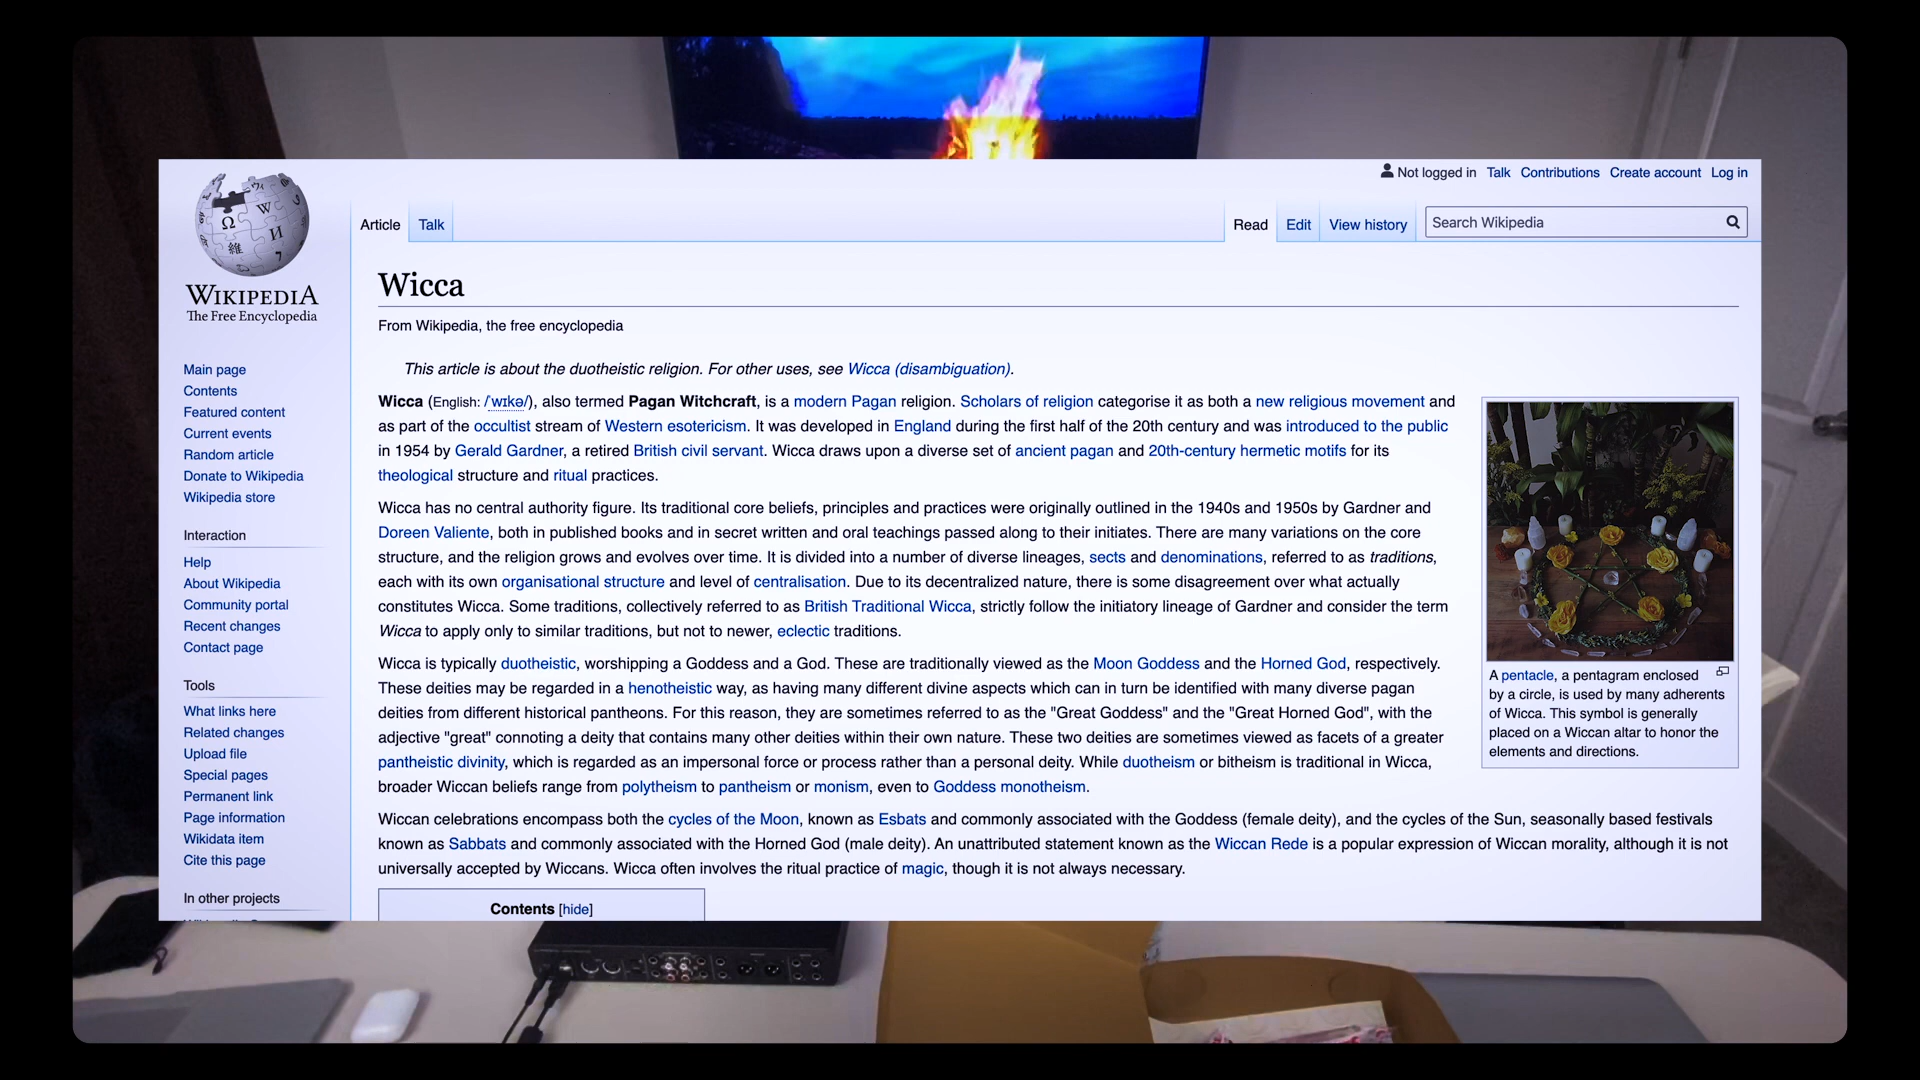 Not logged in Talk Contributions Create account Log in
Article Talk Read Edit View history Search Wikipedia
WIKIPEDIA
The Free Encyclopedia
Main page
Contents
Featured content
Current events
Random article
Donate to Wikipedia
Wikipedia store
Interaction
Help
About Wikipedia
Community portal
Recent changes
Contact page
Tools
What links here
Related changes
Upload file
Special pages
Permanent link
Page information
Wikidata item
Cite this page
In other projects
Wicca
From Wikipedia, the free encyclopedia
This article is about the duotheistic religion. For other uses, see Wicca (disambiguation).
Wicca (English: /ˈwɪkə/), also termed Pagan Witchcraft, is a modern Pagan religion. Scholars of religion categorise it as both a new religious movement and
as part of the occultist stream of Western esotericism. It was developed in England during the first half of the 20th century and was introduced to the public
in 1954 by Gerald Gardner, a retired British civil servant. Wicca draws upon a diverse set of ancient pagan and 20th-century hermetic motifs for its
theological structure and ritual practices.
Wicca has no central authority figure. Its traditional core beliefs, principles and practices were originally outlined in the 1940s and 1950s by Gardner and
Doreen Valiente, both in published books and in secret written and oral teachings passed along to their initiates. There are many variations on the core
structure, and the religion grows and evolves over time. It is divided into a number of diverse lineages, sects and denominations, referred to as traditions,
each with its own organisational structure and level of centralisation. Due to its decentralized nature, there is some disagreement over what actually
constitutes Wicca. Some traditions, collectively referred to as British Traditional Wicca, strictly follow the initiatory lineage of Gardner and consider the term
Wicca to apply only to similar traditions, but not to newer, eclectic traditions.
Wicca is typically duotheistic, worshipping a Goddess and a God. These are traditionally viewed as the Moon Goddess and the Horned God, respectively.
These deities may be regarded in a henotheistic way, as having many different divine aspects which can in turn be identified with many diverse pagan
deities from different historical pantheons. For this reason, they are sometimes referred to as the "Great Goddess" and the "Great Horned God", with the
adjective "great" connoting a deity that contains many other deities within their own nature. These two deities are sometimes viewed as facets of a greater
pantheistic divinity, which is regarded as an impersonal force or process rather than a personal deity. While duotheism or bitheism is traditional in Wicca,
broader Wiccan beliefs range from polytheism to pantheism or monism, even to Goddess monotheism.
Wiccan celebrations encompass both the cycles of the Moon, known as Esbats and commonly associated with the Goddess (female deity), and the cycles of the Sun, seasonally based festivals
known as Sabbats and commonly associated with the Horned God (male deity). An unattributed statement known as the Wiccan Rede is a popular expression of Wiccan morality, although it is not
universally accepted by Wiccans. Wicca often involves the ritual practice of magic, though it is not always necessary.
Contents [hide]
A pentacle, a pentagram enclosed
by a circle, is used by many adherents
of Wicca. This symbol is generally
placed on a Wiccan altar to honor the
elements and directions.